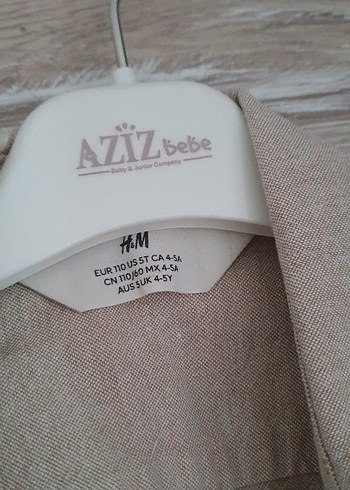 AZIZ bebe
Baby & Junior Company
H&M
EUR 110 US 5T CA 4-5A
CN 110/60 MX 4-5A
AUS 5 UK 4-5Y